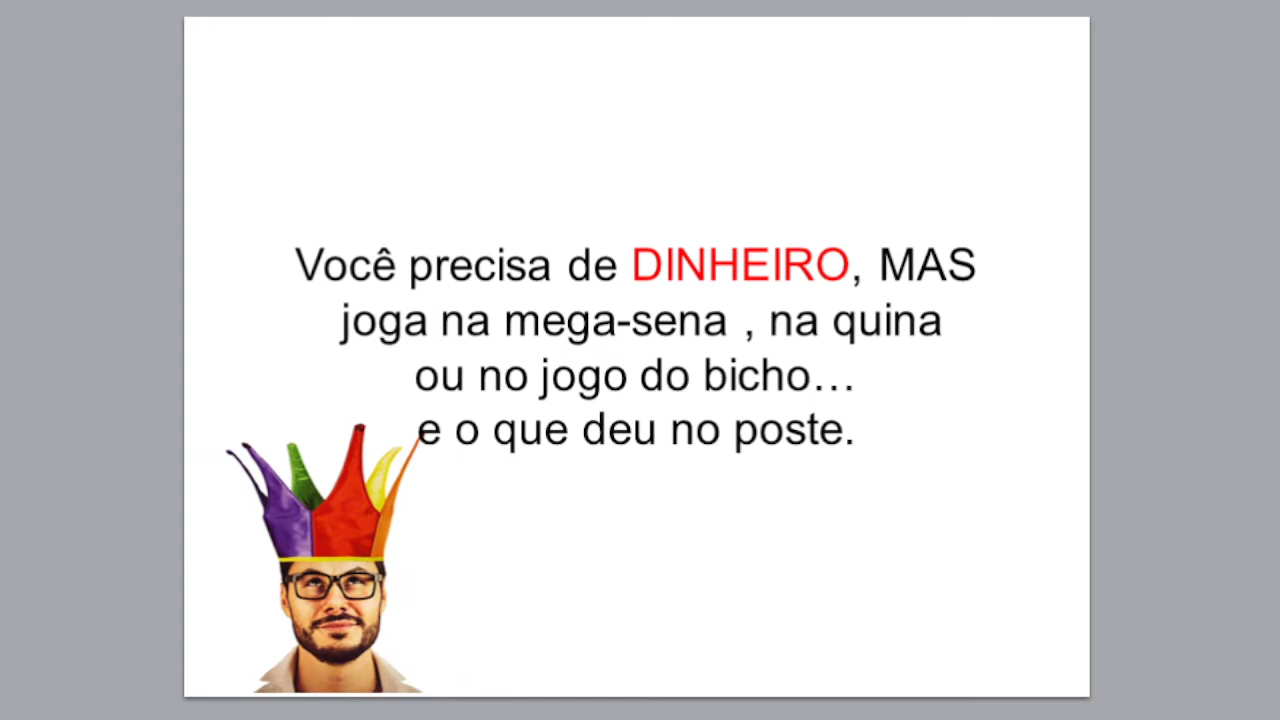 Você precisa de DINHEIRO, MAS
joga na mega-sena , na quina
ou no jogo do bicho…
e o que deu no poste.